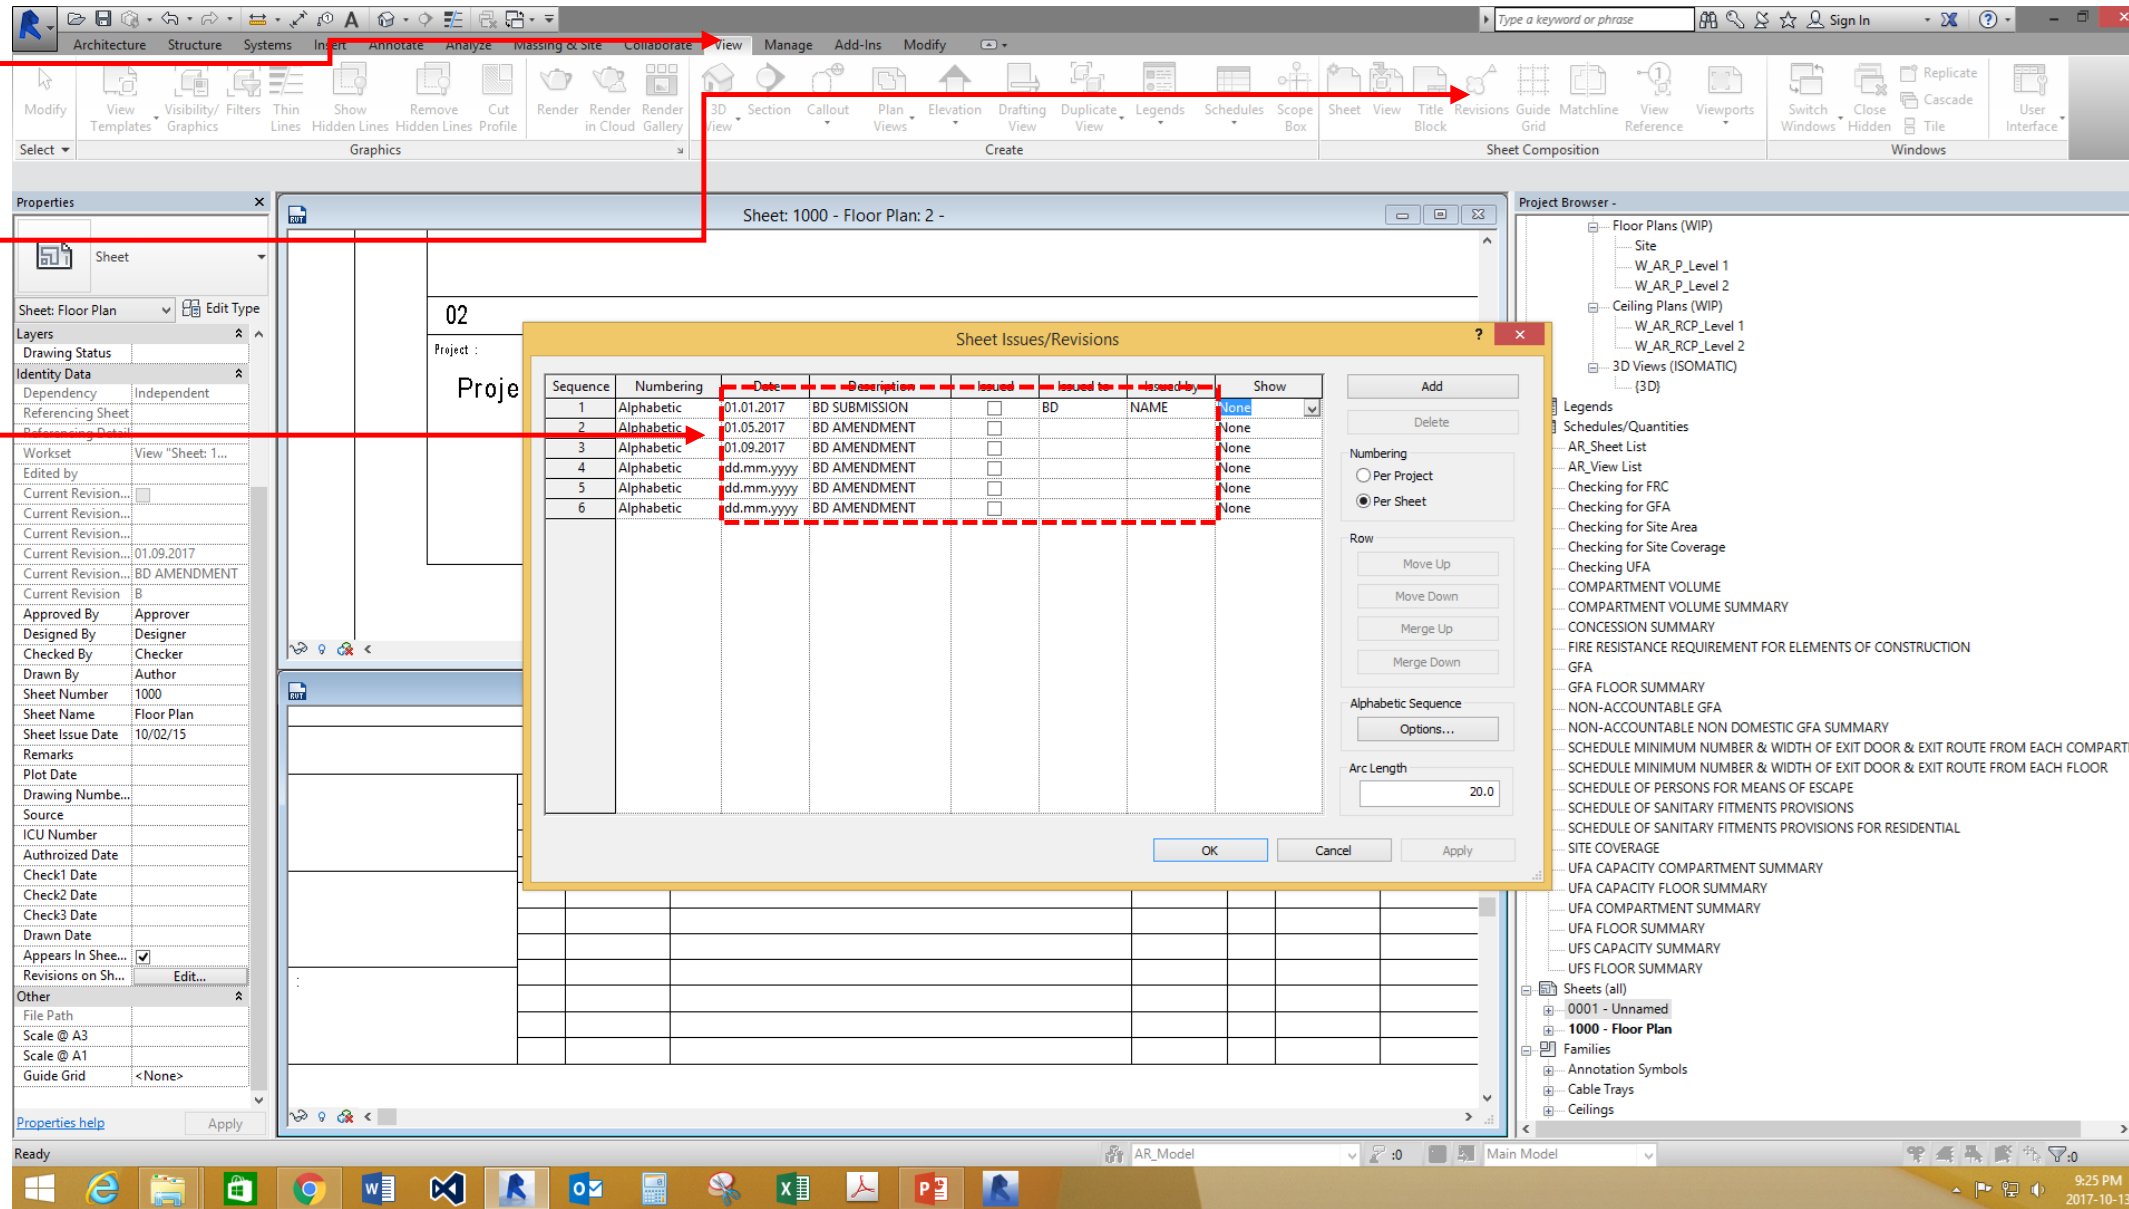 Type a keyword or phrase
Sign In
Architecture Structure Systems Insert Annotate Analyze Massing & Site Collaborate View Manage Add-Ins Modify
Modify
View Templates
Visibility/ Graphics
Filters
Thin Lines
Show Hidden Lines
Remove Hidden Lines
Cut Profile
Render
Render in Cloud
Render Gallery
3D View
Section
Callout
Plan Views
Elevation
Drafting View
Duplicate View
Legends
Schedules
Scope Box
Sheet
View
Title Block
Revisions
Guide Grid
Matchline
View Reference
Viewports
Switch Windows
Close Hidden
Replicate
Cascade
Tile
User Interface
Select
Graphics
Create
Sheet Composition
Windows
Properties
Sheet
Sheet: Floor Plan
Edit Type
Layers
Drawing Status
Identity Data
Dependency Independent
Referencing Sheet
Referencing Detail
Workset View "Sheet: 1...
Edited by
Current Revision...
Current Revision...
Current Revision...
Current Revision... 01.09.2017
Current Revision... BD AMENDMENT
Current Revision B
Approved By Approver
Designed By Designer
Checked By Checker
Drawn By Author
Sheet Number 1000
Sheet Name Floor Plan
Sheet Issue Date 10/02/15
Remarks
Plot Date
Drawing Numbe...
Source
ICU Number
Authroized Date
Check1 Date
Check2 Date
Check3 Date
Drawn Date
Appears In Shee...
Revisions on Sh... Edit...
Other
File Path
Scale @ A3
Scale @ A1
Guide Grid <None>
Properties help Apply
Sheet: 1000 - Floor Plan: 2 -
02
Project :
Proje
:
Sheet Issues/Revisions
Sequence Numbering Date Description Issued Issued to Issued by Show
1 Alphabetic 01.01.2017 BD SUBMISSION BD NAME None
2 Alphabetic 01.05.2017 BD AMENDMENT None
3 Alphabetic 01.09.2017 BD AMENDMENT None
4 Alphabetic dd.mm.yyyy BD AMENDMENT None
5 Alphabetic dd.mm.yyyy BD AMENDMENT None
6 Alphabetic dd.mm.yyyy BD AMENDMENT None
Add
Delete
Numbering
Per Project
Per Sheet
Row
Move Up
Move Down
Merge Up
Merge Down
Alphabetic Sequence
Options...
Arc Length
20.0
OK Cancel Apply
Project Browser -
Floor Plans (WIP)
Site
W_AR_P_Level 1
W_AR_P_Level 2
Ceiling Plans (WIP)
W_AR_RCP_Level 1
W_AR_RCP_Level 2
3D Views (ISOMATIC)
{3D}
Legends
Schedules/Quantities
AR_Sheet List
AR_View List
Checking for FRC
Checking for GFA
Checking for Site Area
Checking for Site Coverage
Checking UFA
COMPARTMENT VOLUME
COMPARTMENT VOLUME SUMMARY
CONCESSION SUMMARY
FIRE RESISTANCE REQUIREMENT FOR ELEMENTS OF CONSTRUCTION
GFA
GFA FLOOR SUMMARY
NON-ACCOUNTABLE GFA
NON-ACCOUNTABLE NON DOMESTIC GFA SUMMARY
SCHEDULE MINIMUM NUMBER & WIDTH OF EXIT DOOR & EXIT ROUTE FROM EACH COMPARTI
SCHEDULE MINIMUM NUMBER & WIDTH OF EXIT DOOR & EXIT ROUTE FROM EACH FLOOR
SCHEDULE OF PERSONS FOR MEANS OF ESCAPE
SCHEDULE OF SANITARY FITMENTS PROVISIONS
SCHEDULE OF SANITARY FITMENTS PROVISIONS FOR RESIDENTIAL
SITE COVERAGE
UFA CAPACITY COMPARTMENT SUMMARY
UFA CAPACITY FLOOR SUMMARY
UFA COMPARTMENT SUMMARY
UFA FLOOR SUMMARY
UFS CAPACITY SUMMARY
UFS FLOOR SUMMARY
Sheets (all)
0001 - Unnamed
1000 - Floor Plan
Families
Annotation Symbols
Cable Trays
Ceilings
Ready
AR_Model
:0
Main Model
:0
9:25 PM
2017-10-13